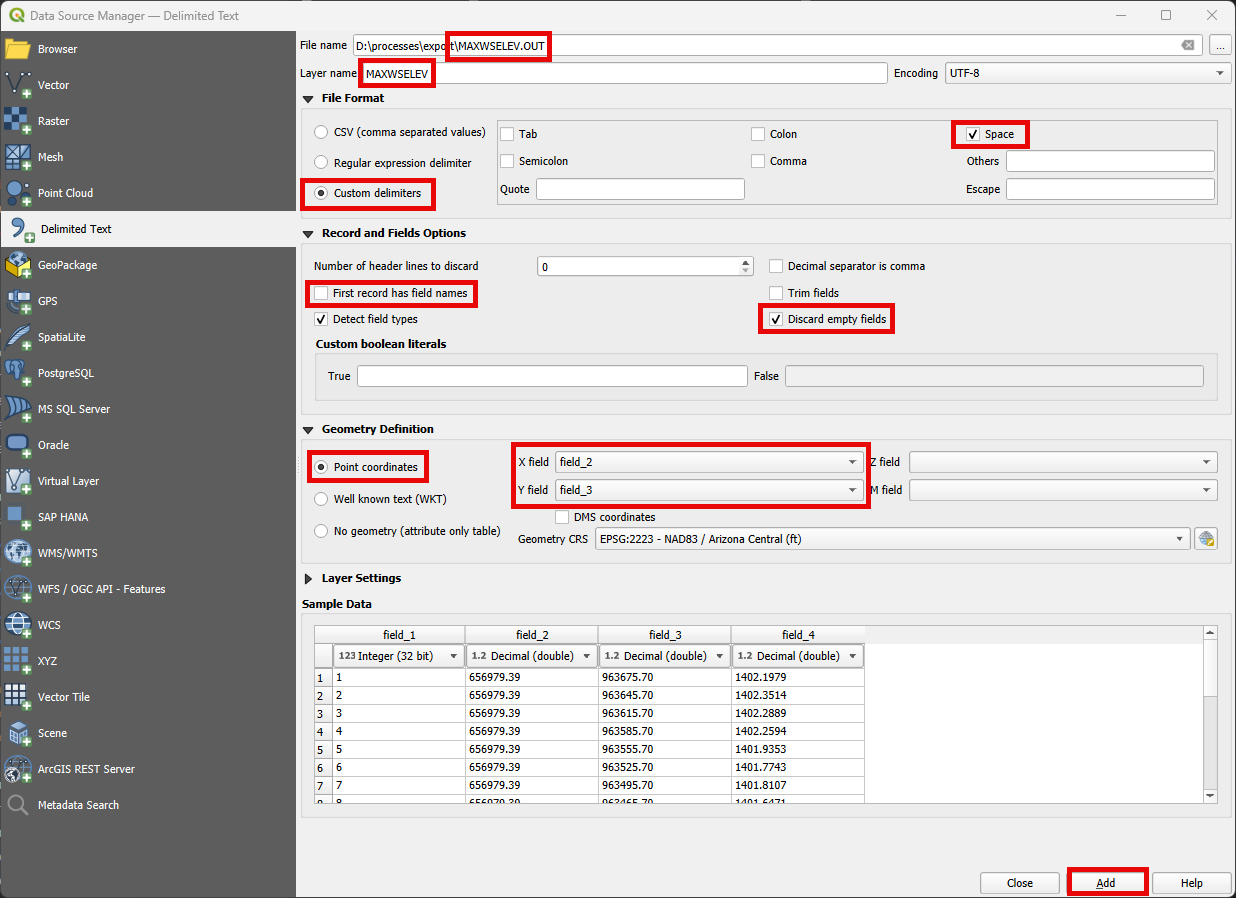 Data Source Manager — Delimited Text
Browser
Vector
Raster
Mesh
Point Cloud
Delimited Text
GeoPackage
GPS
SpatiaLite
PostgreSQL
MS SQL Server
Oracle
Virtual Layer
SAP HANA
WMS/WMTS
WFS / OGC API - Features
WCS
XYZ
Vector Tile
Scene
ArcGIS REST Server
Metadata Search
File name D:\processes\export\MAXWSELEV.OUT ...
Layer name MAXWSELEV Encoding UTF-8
File Format
CSV (comma separated values) Tab Colon Space
Regular expression delimiter Semicolon Comma Others
Custom delimiters Quote Escape
Record and Fields Options
Number of header lines to discard 0 Decimal separator is comma
First record has field names Trim fields
Detect field types Discard empty fields
Custom boolean literals
True False
Geometry Definition
Point coordinates X field field_2 Z field
Well known text (WKT) Y field field_3 M field
DMS coordinates
No geometry (attribute only table) Geometry CRS EPSG:2223 - NAD83 / Arizona Central (ft)
Layer Settings
Sample Data
field_1 field_2 field_3 field_4
123 Integer (32 bit) 1.2 Decimal (double) 1.2 Decimal (double) 1.2 Decimal (double)
1 1 656979.39 963675.70 1402.1979
2 2 656979.39 963645.70 1402.3514
3 3 656979.39 963615.70 1402.2889
4 4 656979.39 963585.70 1402.2594
5 5 656979.39 963555.70 1401.9353
6 6 656979.39 963525.70 1401.7743
7 7 656979.39 963495.70 1401.8107
8 8 656979.39 963465.70 1401.6471
Close Add Help